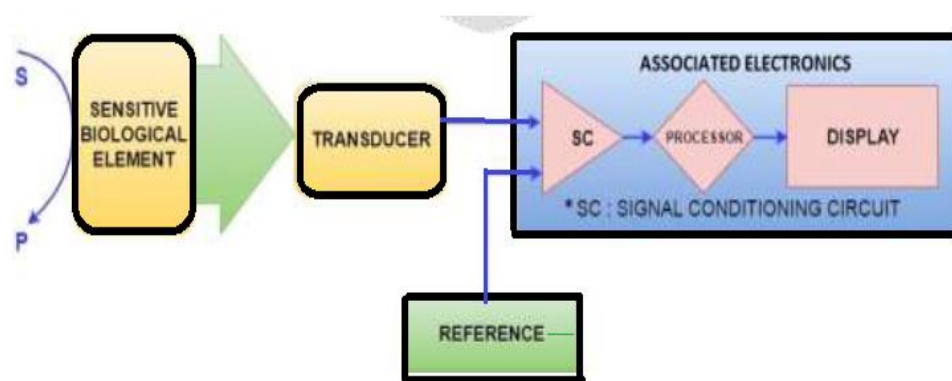 S
P
SENSITIVE
BIOLOGICAL
ELEMENT
TRANSDUCER
ASSOCIATED ELECTRONICS
SC
PROCESSOR
DISPLAY
* SC : SIGNAL CONDITIONING CIRCUIT
REFERENCE